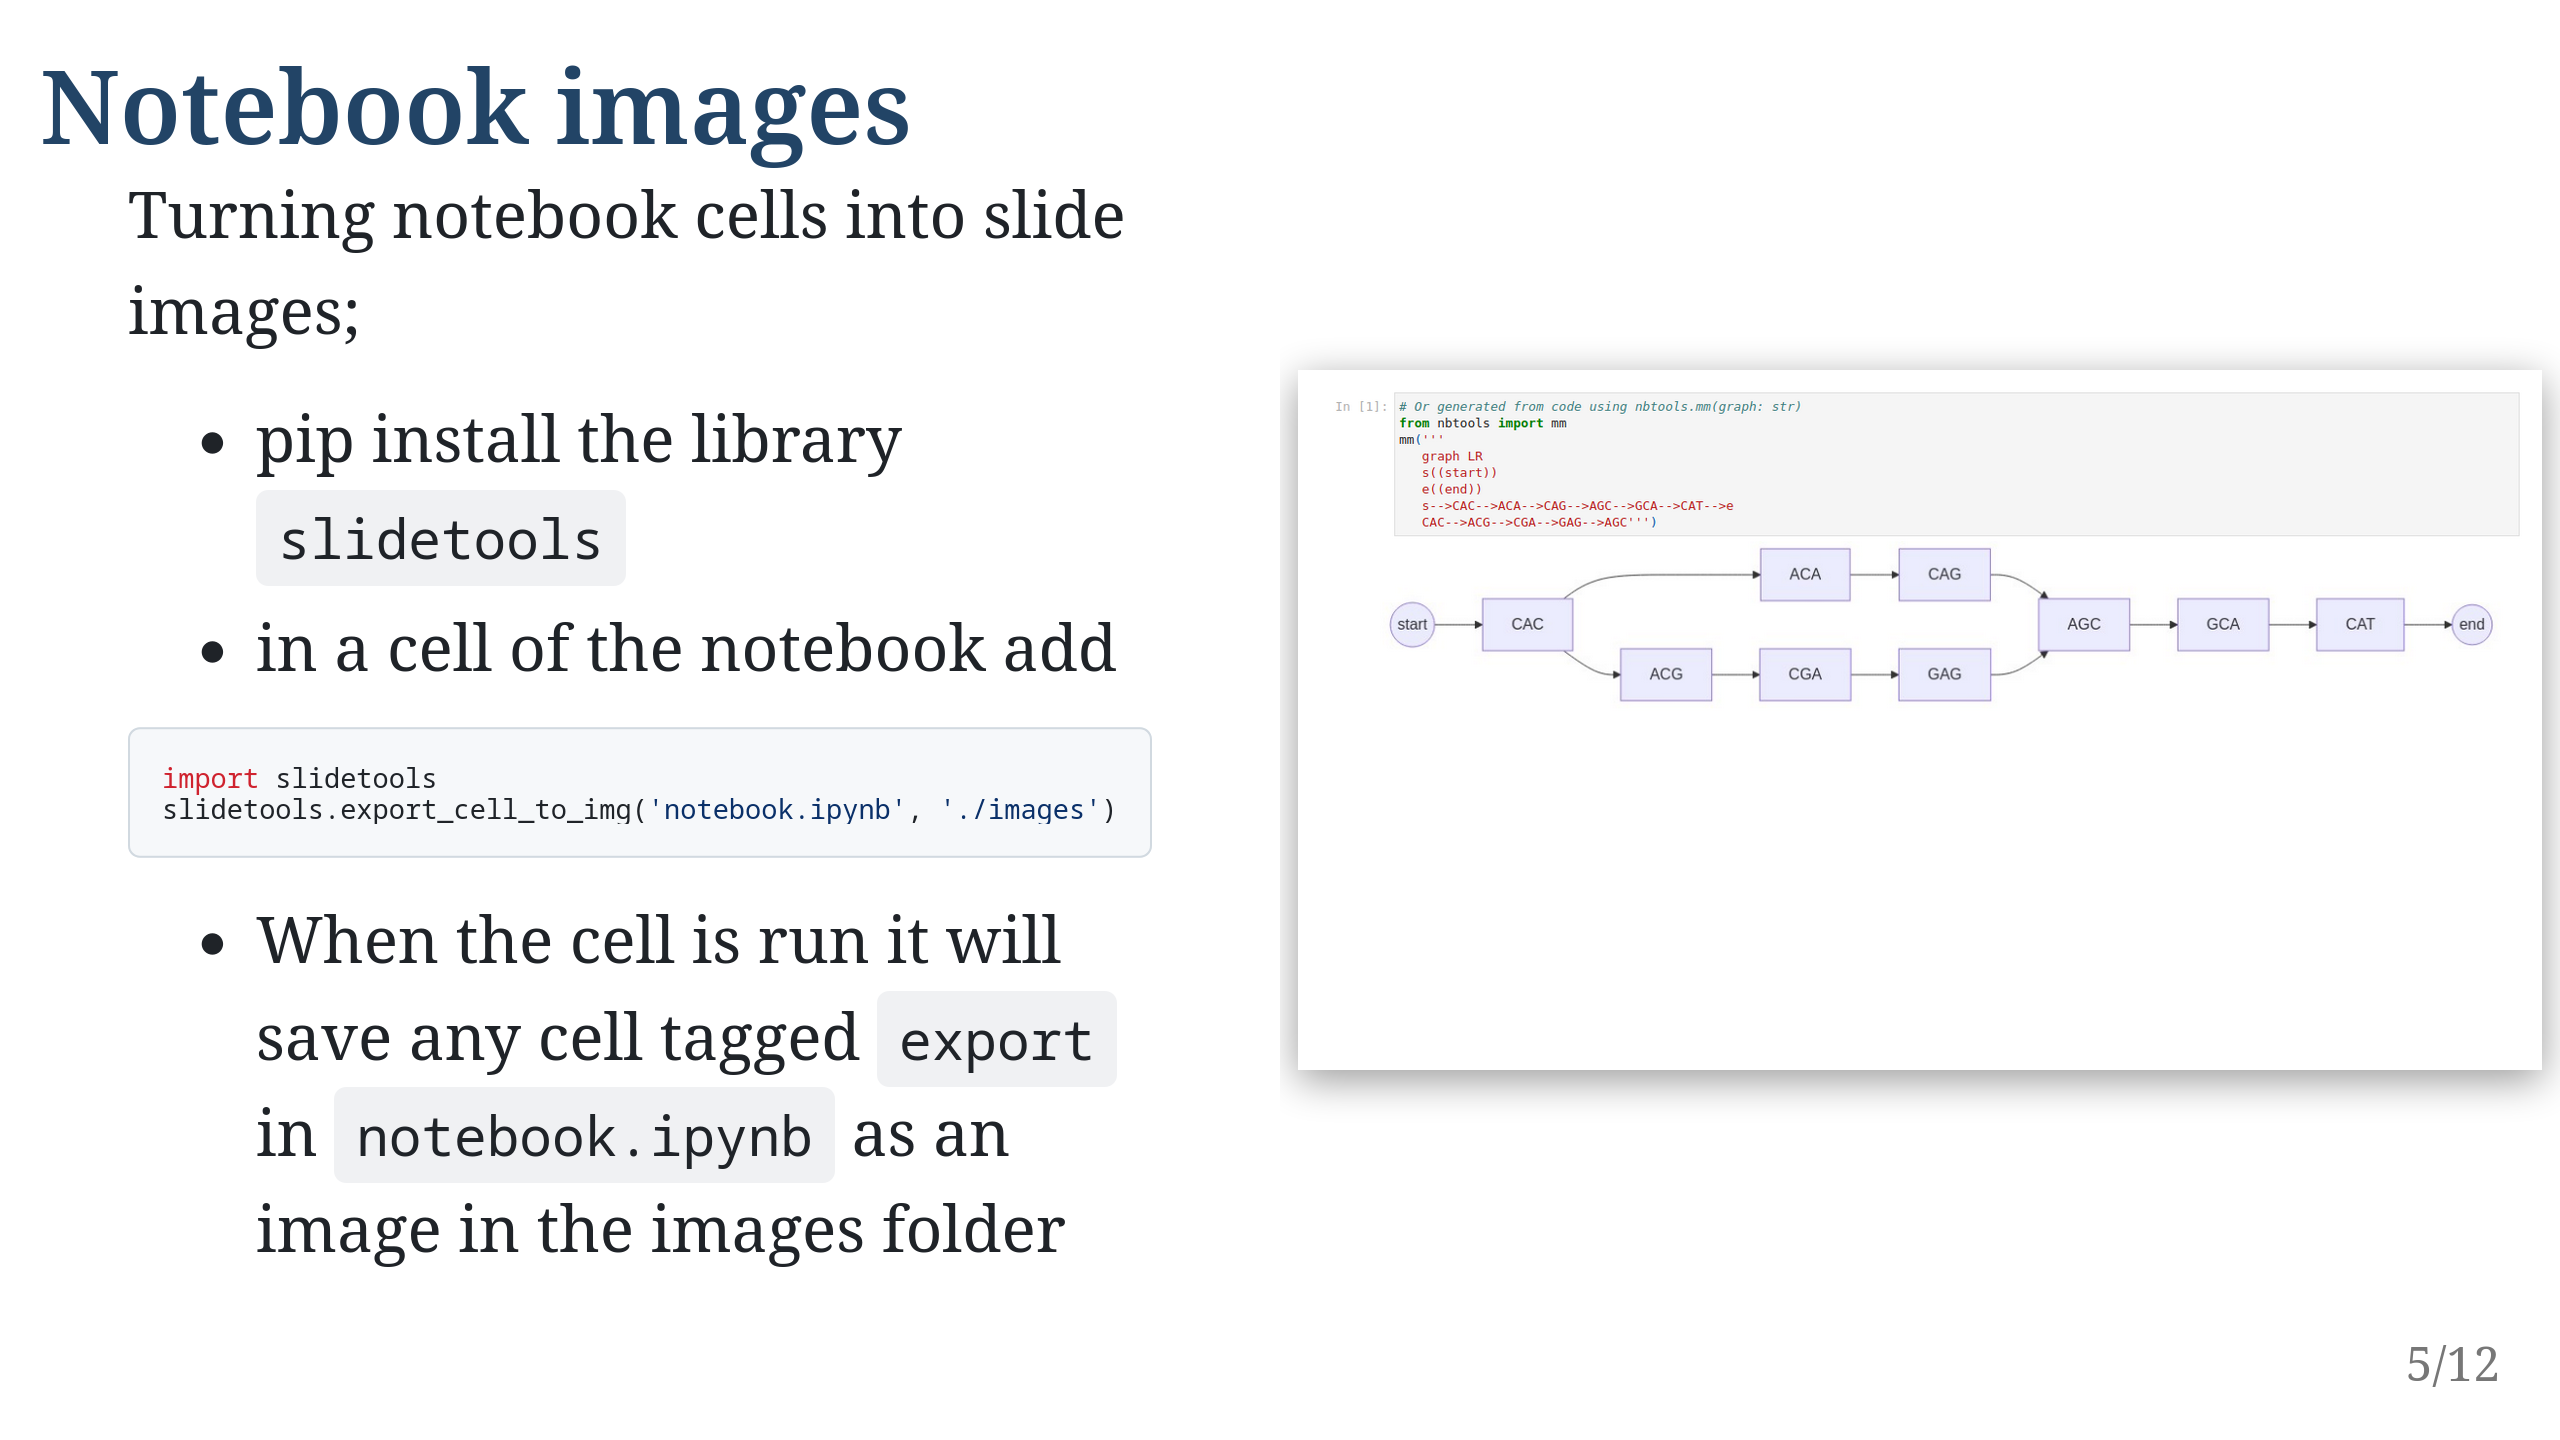 Notebook images
Turning notebook cells into slide
images;
• pip install the library
slidetools
• in a cell of the notebook add
import slidetools
slidetools.export_cell_to_img('notebook.ipynb', './images')
• When the cell is run it will
save any cell tagged export
in notebook.ipynb as an
image in the images folder
In [1]: # Or generated from code using nbtools.mm(graph: str)
from nbtools import mm
mm('''
graph LR
s((start))
e((end))
s-->CAC-->ACA-->CAG-->AGC-->GCA-->CAT-->e
CAC-->ACG-->CGA-->GAG-->AGC''')
ACA CAG
start CAC AGC GCA CAT end
ACG CGA GAG
5/12